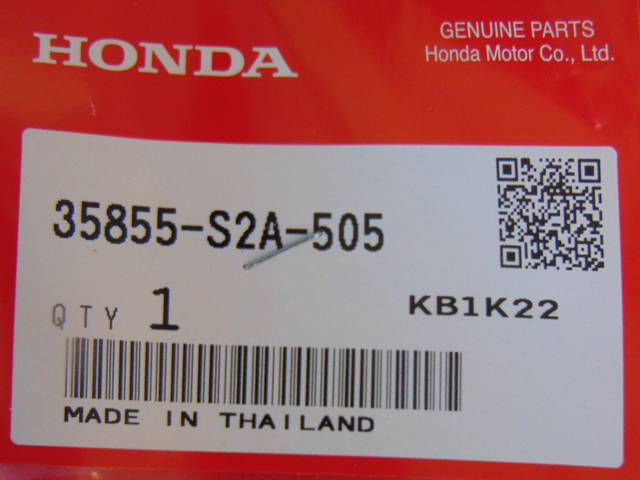 HONDA
GENUINE PARTS
Honda Motor Co., Ltd.
35855-S2A-505
QTY 1
KB1K22
MADE IN THAILAND